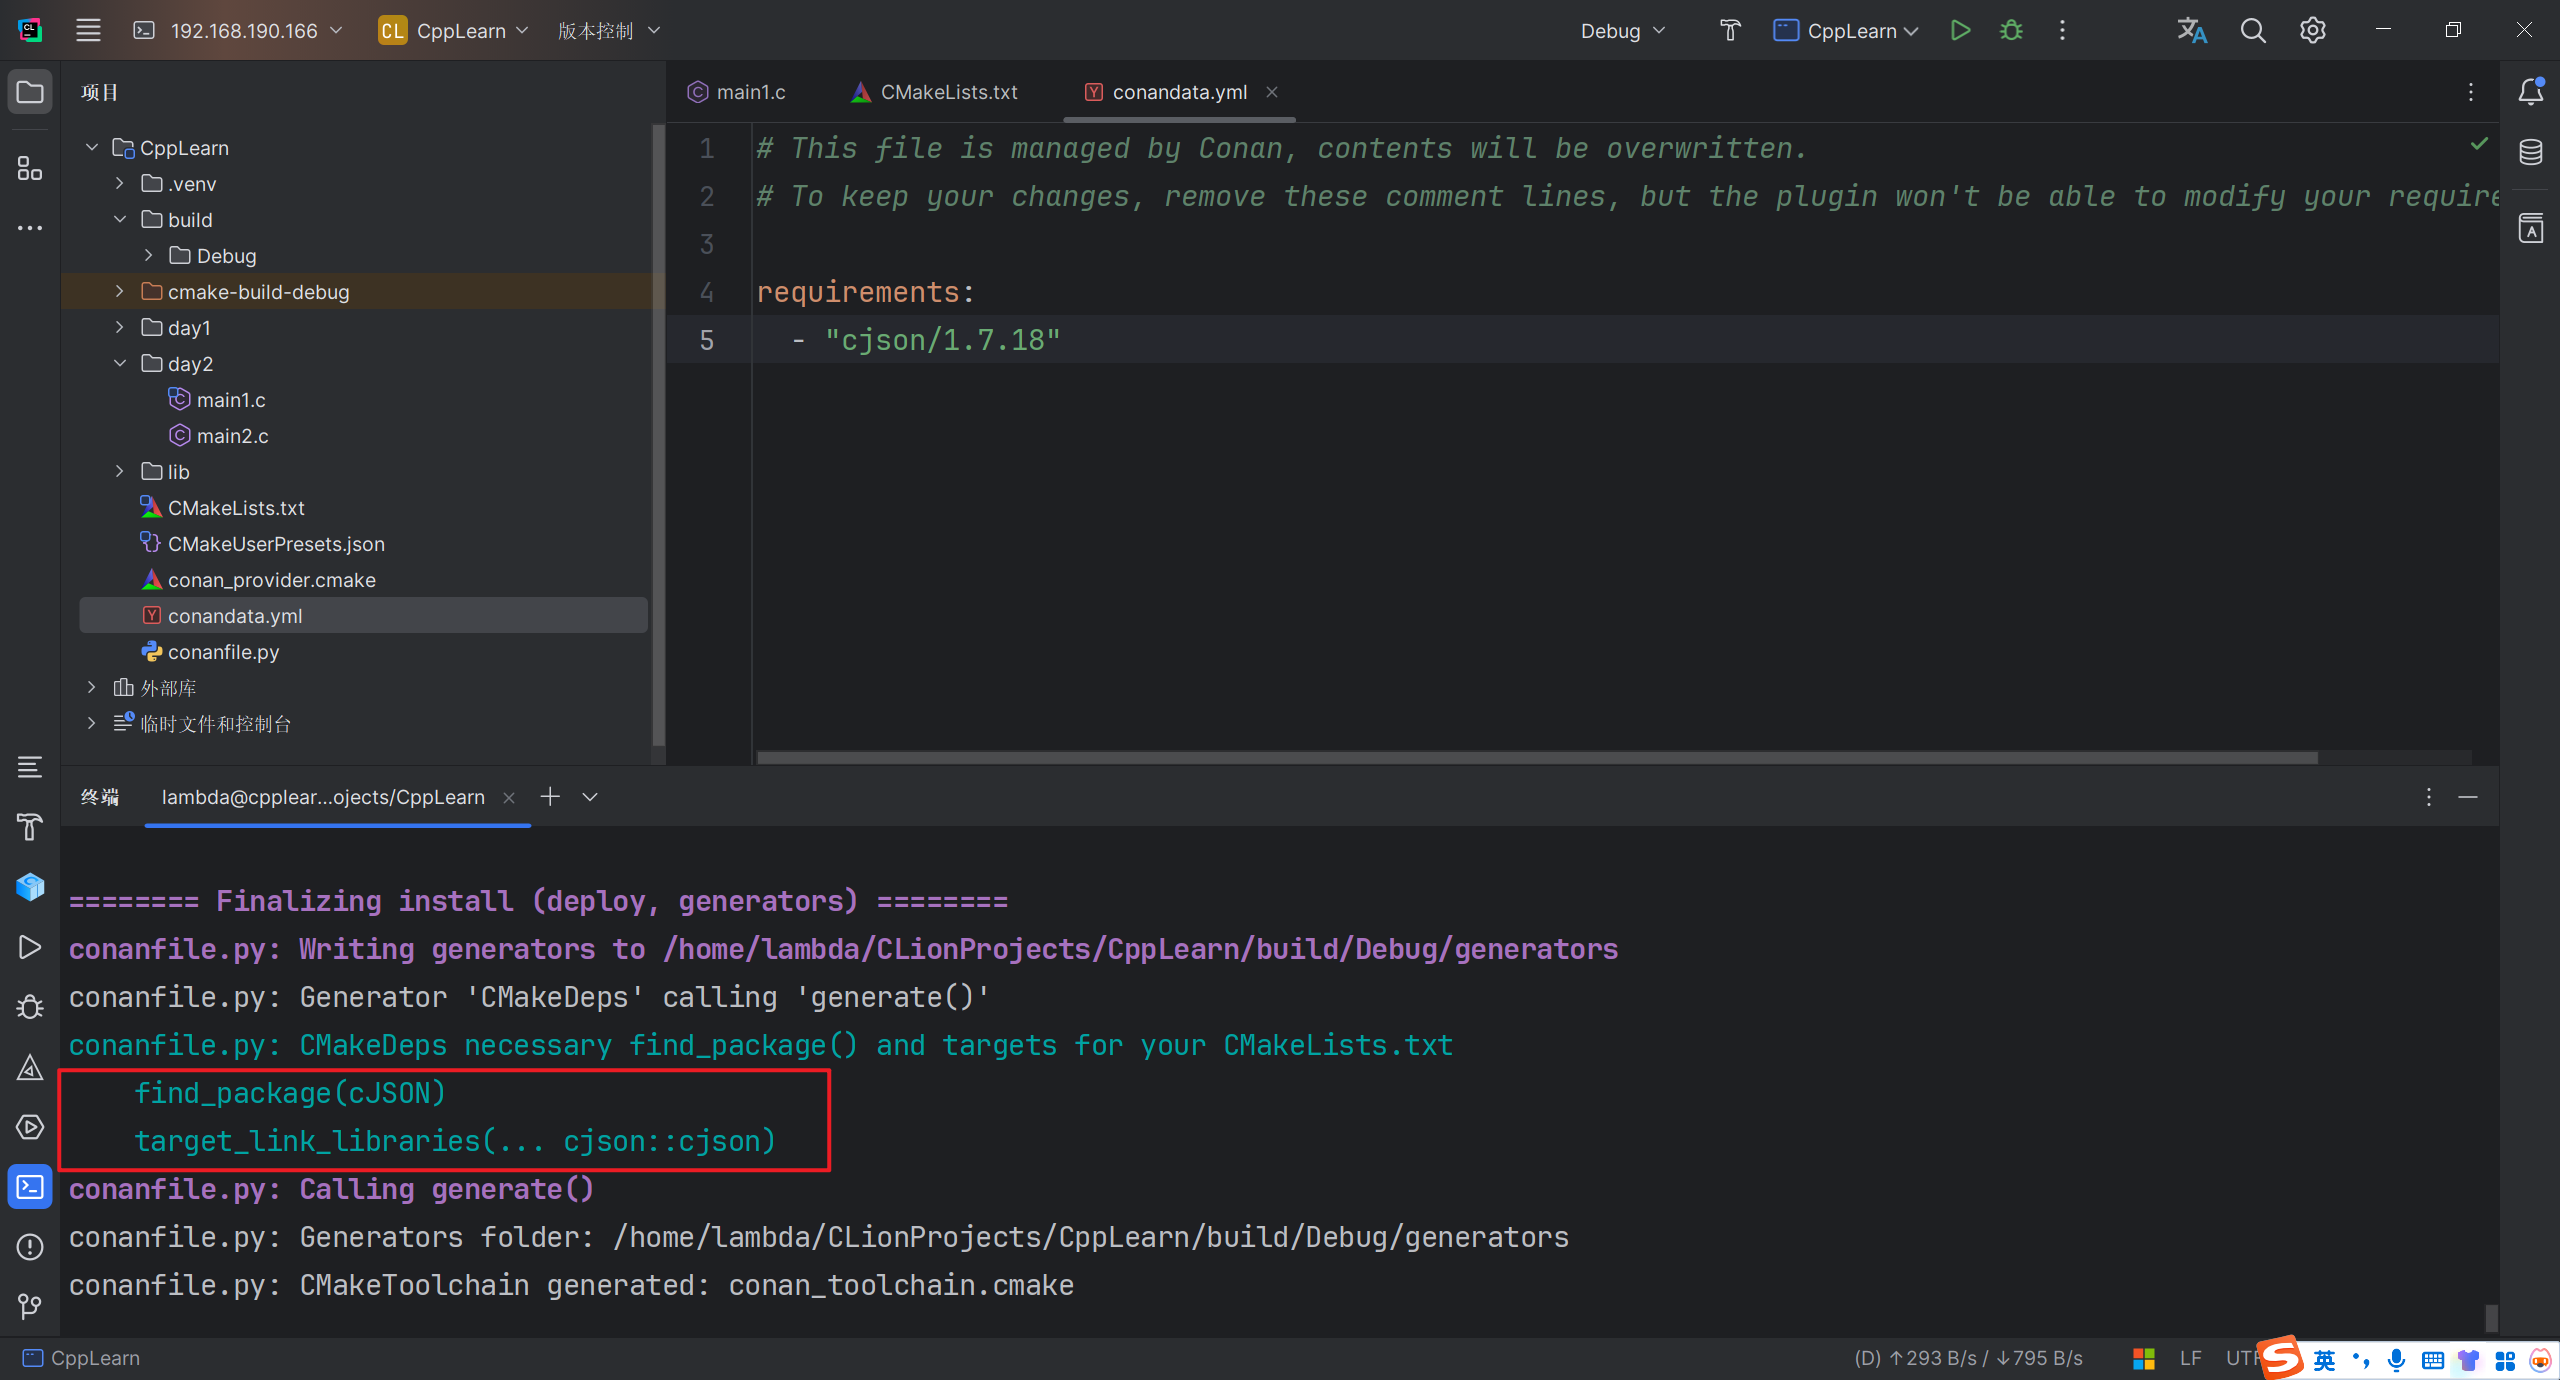 192.168.190.166
CL CppLearn
版本控制
Debug
CppLearn
项目
CppLearn
.venv
build
Debug
cmake-build-debug
day1
day2
main1.c
main2.c
lib
CMakeLists.txt
CMakeUserPresets.json
conan_provider.cmake
conandata.yml
conanfile.py
外部库
临时文件和控制台
main1.c
CMakeLists.txt
conandata.yml
1 # This file is managed by Conan, contents will be overwritten.
2 # To keep your changes, remove these comment lines, but the plugin won't be able to modify your require
3
4 requirements:
5 - "cjson/1.7.18"
终端
lambda@cpplear...ojects/CppLearn
======== Finalizing install (deploy, generators) ========
conanfile.py: Writing generators to /home/lambda/CLionProjects/CppLearn/build/Debug/generators
conanfile.py: Generator 'CMakeDeps' calling 'generate()'
conanfile.py: CMakeDeps necessary find_package() and targets for your CMakeLists.txt
find_package(cJSON)
target_link_libraries(... cjson::cjson)
conanfile.py: Calling generate()
conanfile.py: Generators folder: /home/lambda/CLionProjects/CppLearn/build/Debug/generators
conanfile.py: CMakeToolchain generated: conan_toolchain.cmake
CppLearn
(D) ↑293 B/s / ↓795 B/s
LF
UTF
英